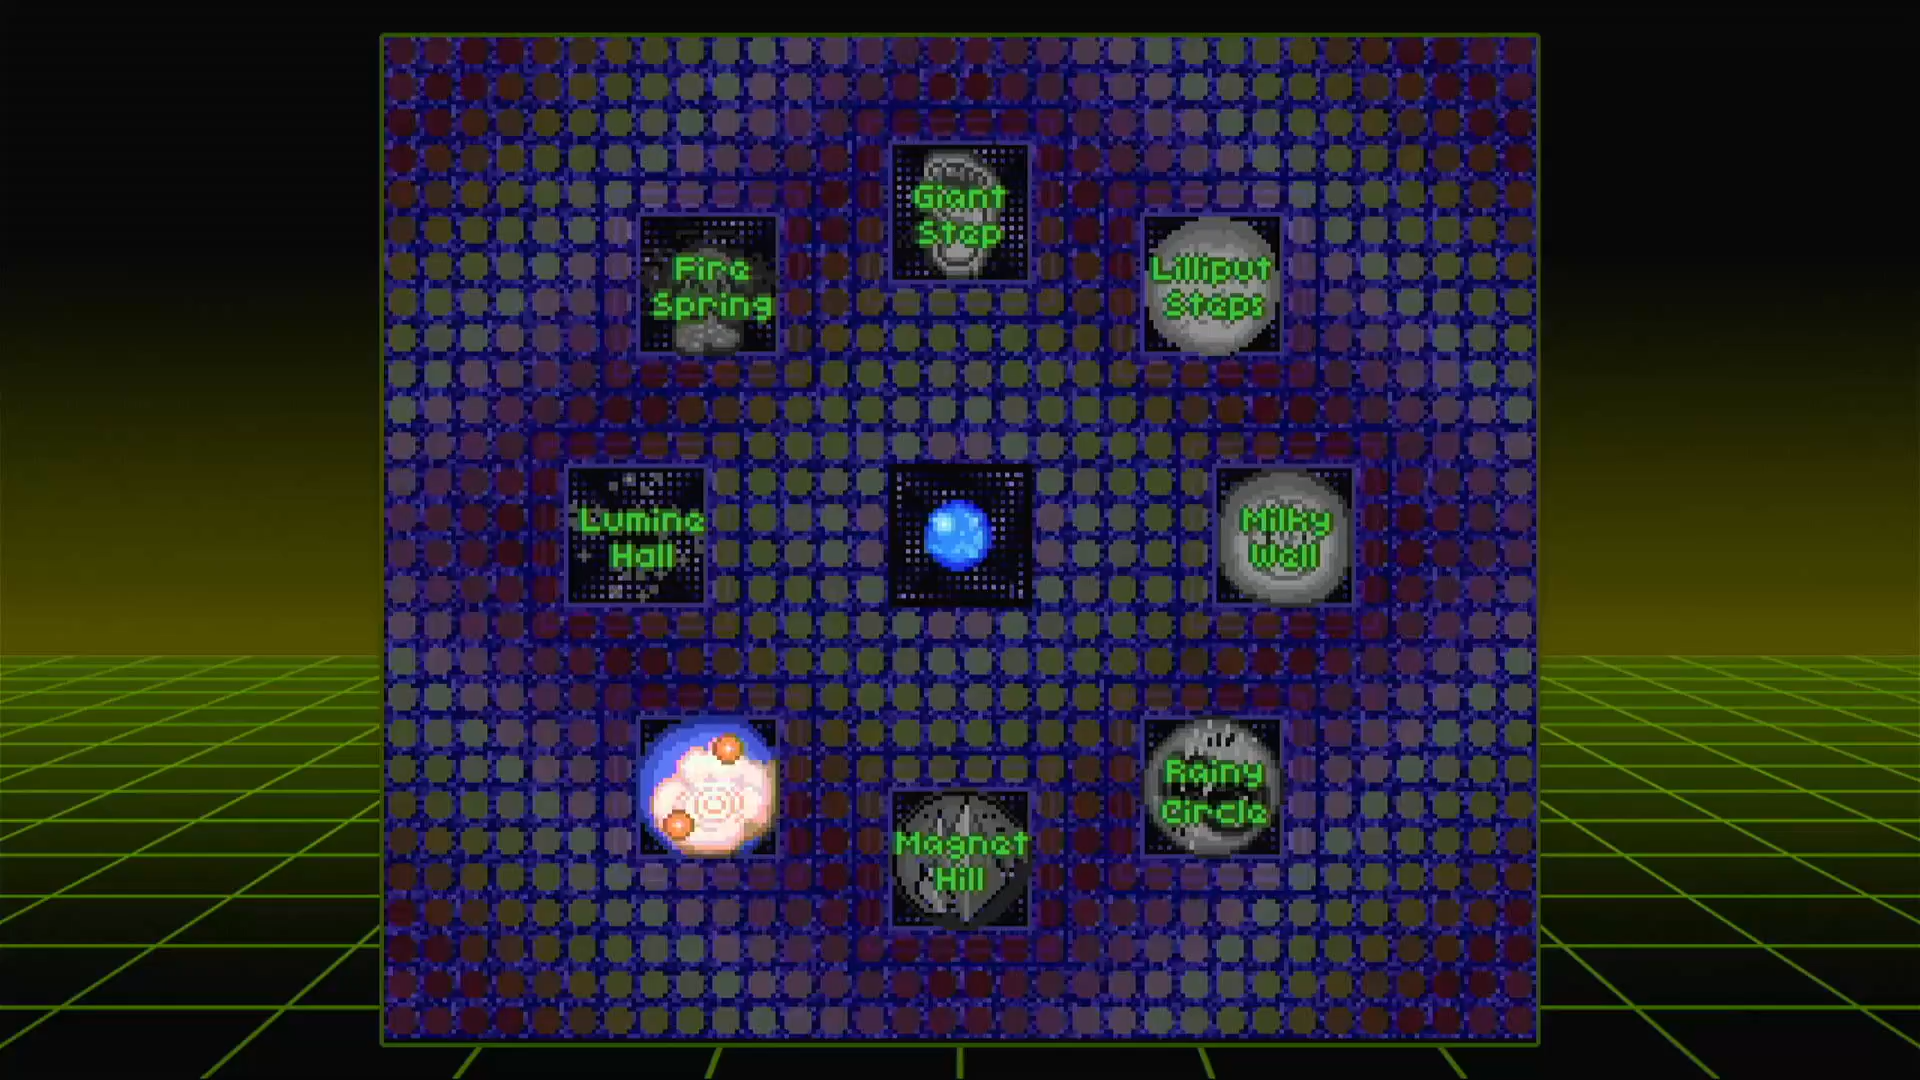 Giant
Step
Fire
Spring
Lilliput
Steps
Lumine
Hall
Milky
Well
Rainy
Circle
Magnet
Hill